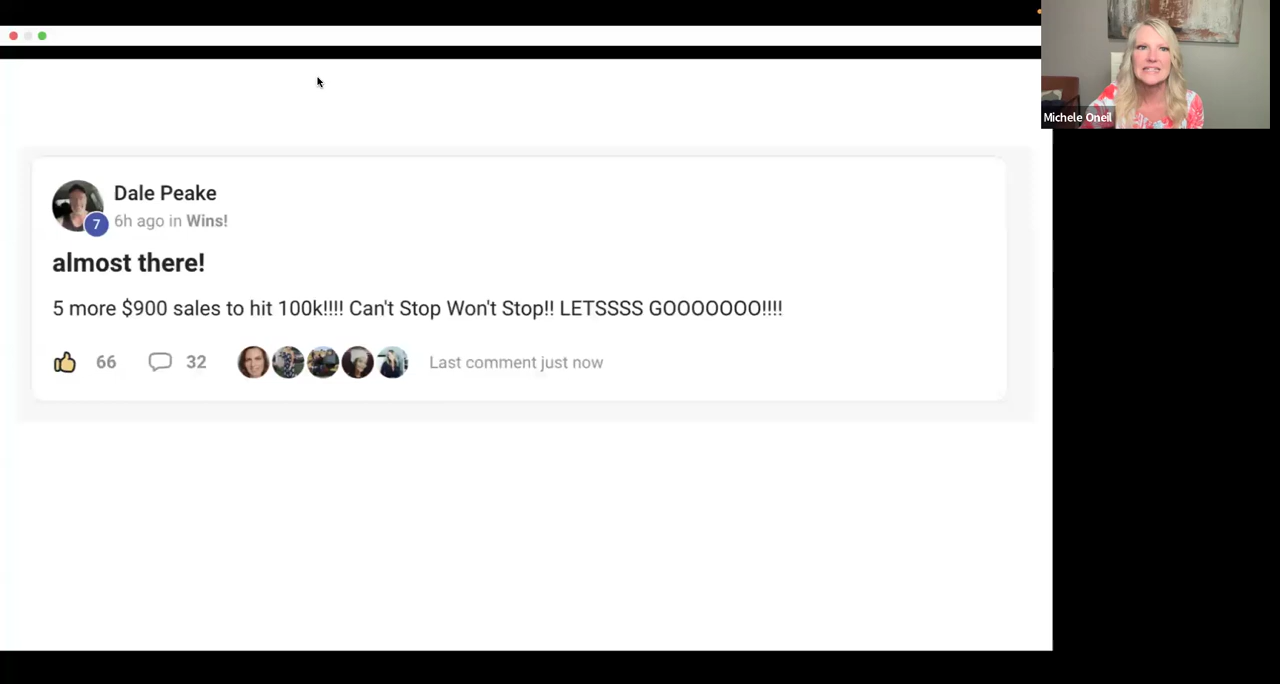 Michele Oneil
Dale Peake
7
6h ago in Wins!
almost there!
5 more $900 sales to hit 100k!!!! Can't Stop Won't Stop!! LETSSSS GOOOOOOO!!!!
66 32 Last comment just now